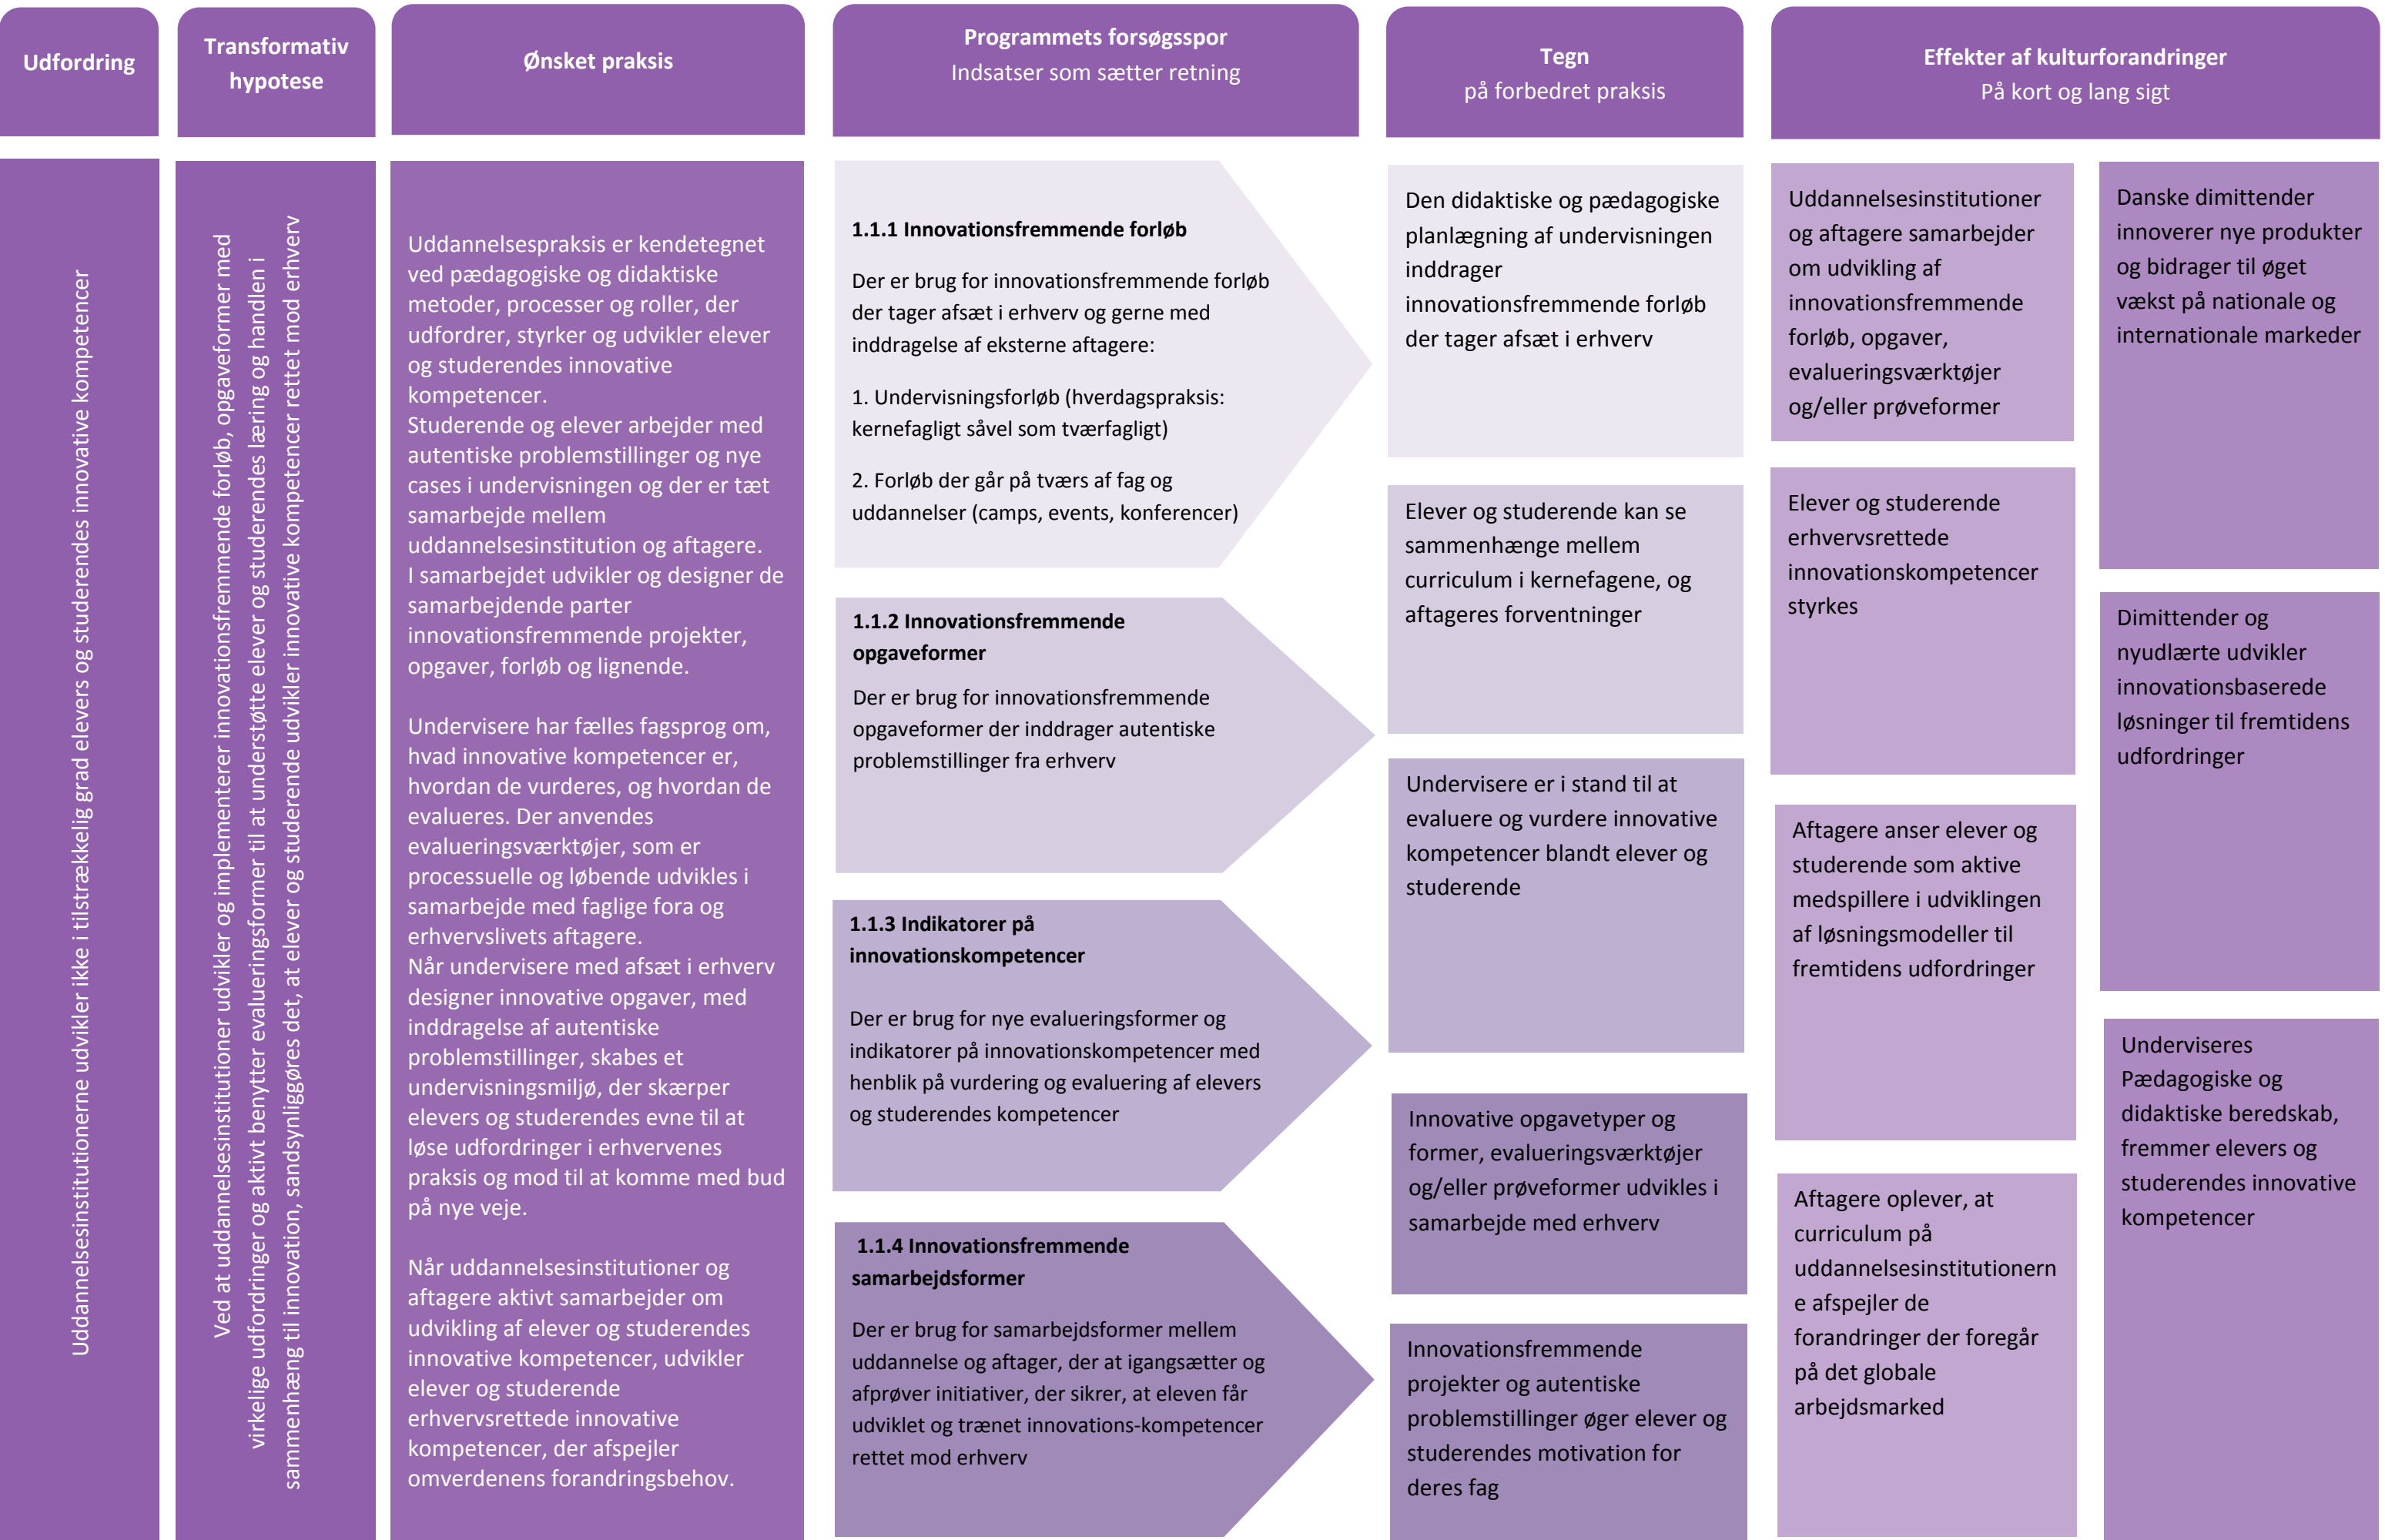 Udfordring
Uddannelsesinstitutionerne udvikler ikke i tilstrækkelig grad elevers og studerendes innovative kompetencer
Transformativ
hypotese
Ved at uddannelsesinstitutioner udvikler og implementerer innovationsfremmende forløb, opgaveformer med
virkelige udfordringer og aktivt benytter evalueringsformer til at understøtte elever og studerendes læring og handlen i
sammenhæng til innovation, sandsynliggøres det, at elever og studerende udvikler innovative kompetencer rettet mod erhverv
Ønsket praksis
Uddannelsespraksis er kendetegnet
ved pædagogiske og didaktiske
metoder, processer og roller, der
udfordrer, styrker og udvikler elever
og studerendes innovative
kompetencer.
Studerende og elever arbejder med
autentiske problemstillinger og nye
cases i undervisningen og der er tæt
samarbejde mellem
uddannelsesinstitution og aftagere.
I samarbejdet udvikler og designer de
samarbejdende parter
innovationsfremmende projekter,
opgaver, forløb og lignende.
Undervisere har fælles fagsprog om,
hvad innovative kompetencer er,
hvordan de vurderes, og hvordan de
evalueres. Der anvendes
evalueringsværktøjer, som er
processuelle og løbende udvikles i
samarbejde med faglige fora og
erhvervslivets aftagere.
Når undervisere med afsæt i erhverv
designer innovative opgaver, med
inddragelse af autentiske
problemstillinger, skabes et
undervisningsmiljø, der skærper
elevers og studerendes evne til at
løse udfordringer i erhvervenes
praksis og mod til at komme med bud
på nye veje.
Når uddannelsesinstitutioner og
aftagere aktivt samarbejder om
udvikling af elever og studerendes
innovative kompetencer, udvikler
elever og studerende
erhvervsrettede innovative
kompetencer, der afspejler
omverdenens forandringsbehov.
Programmets forsøgsspor
Indsatser som sætter retning
1.1.1 Innovationsfremmende forløb
Der er brug for innovationsfremmende forløb
der tager afsæt i erhverv og gerne med
inddragelse af eksterne aftagere:
1. Undervisningsforløb (hverdagspraksis:
kernefagligt såvel som tværfagligt)
2. Forløb der går på tværs af fag og
uddannelser (camps, events, konferencer)
1.1.2 Innovationsfremmende
opgaveformer
Der er brug for innovationsfremmende
opgaveformer der inddrager autentiske
problemstillinger fra erhverv
1.1.3 Indikatorer på
innovationskompetencer
Der er brug for nye evalueringsformer og
indikatorer på innovationskompetencer med
henblik på vurdering og evaluering af elevers
og studerendes kompetencer
1.1.4 Innovationsfremmende
samarbejdsformer
Der er brug for samarbejdsformer mellem
uddannelse og aftager, der at igangsætter og
afprøver initiativer, der sikrer, at eleven får
udviklet og trænet innovations-kompetencer
rettet mod erhverv
Tegn
på forbedret praksis
Den didaktiske og pædagogiske
planlægning af undervisningen
inddrager
innovationsfremmende forløb
der tager afsæt i erhverv
Elever og studerende kan se
sammenhænge mellem
curriculum i kernefagene, og
aftageres forventninger
Undervisere er i stand til at
evaluere og vurdere innovative
kompetencer blandt elever og
studerende
Innovative opgavetyper og
former, evalueringsværktøjer
og/eller prøveformer udvikles i
samarbejde med erhverv
Innovationsfremmende
projekter og autentiske
problemstillinger øger elever og
studerendes motivation for
deres fag
Effekter af kulturforandringer
På kort og lang sigt
Uddannelsesinstitutioner
og aftagere samarbejder
om udvikling af
innovationsfremmende
forløb, opgaver,
evalueringsværktøjer
og/eller prøveformer
Elever og studerende
erhvervsrettede
innovationskompetencer
styrkes
Aftagere anser elever og
studerende som aktive
medspillere i udviklingen
af løsningsmodeller til
fremtidens udfordringer
Aftagere oplever, at
curriculum på
uddannelsesinstitutionern
e afspejler de
forandringer der foregår
på det globale
arbejdsmarked
Danske dimittender
innoverer nye produkter
og bidrager til øget
vækst på nationale og
internationale markeder
Dimittender og
nyudlærte udvikler
innovationsbaserede
løsninger til fremtidens
udfordringer
Underviseres
Pædagogiske og
didaktiske beredskab,
fremmer elevers og
studerendes innovative
kompetencer